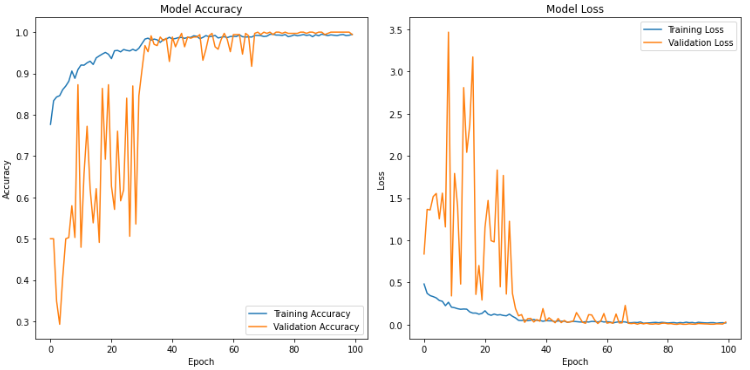 Model Accuracy
1.0
0.9
0.8
0.7
0.6
0.5
0.4
0.3
Accuracy
0
20
40
60
80
100
Epoch
Training Accuracy
Validation Accuracy
Model Loss
3.5
3.0
2.5
2.0
1.5
1.0
0.5
0.0
Loss
0
20
40
60
80
100
Epoch
Training Loss
Validation Loss